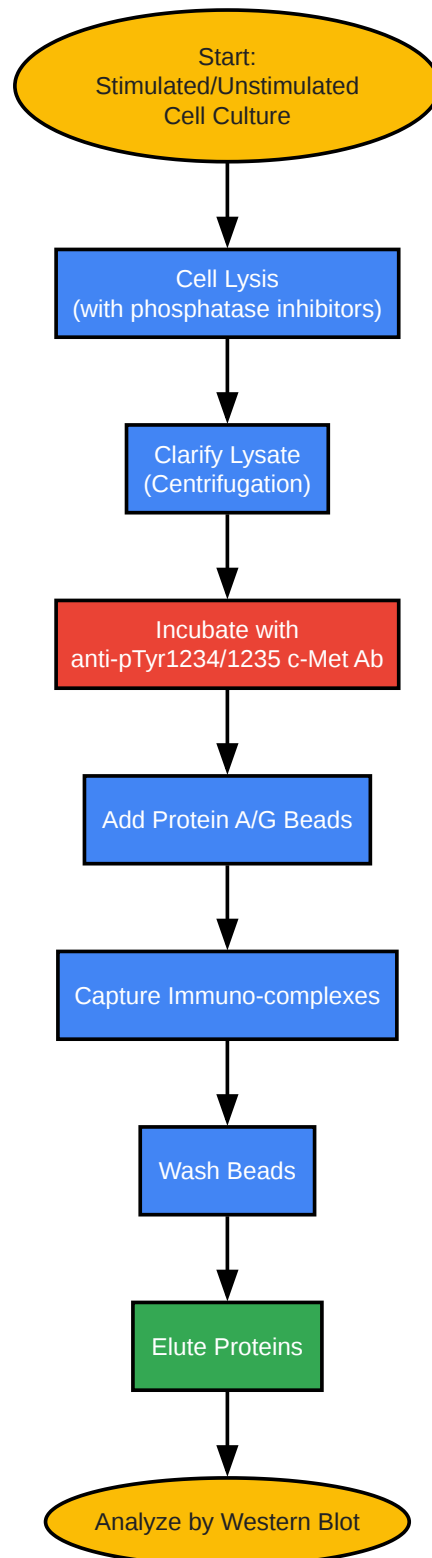 Start:
Stimulated/Unstimulated
Cell Culture
Cell Lysis
(with phosphatase inhibitors)
Clarify Lysate
(Centrifugation)
Incubate with
anti-pTyr1234/1235 c-Met Ab
Add Protein A/G Beads
Capture Immuno-complexes
Wash Beads
Elute Proteins
Analyze by Western Blot